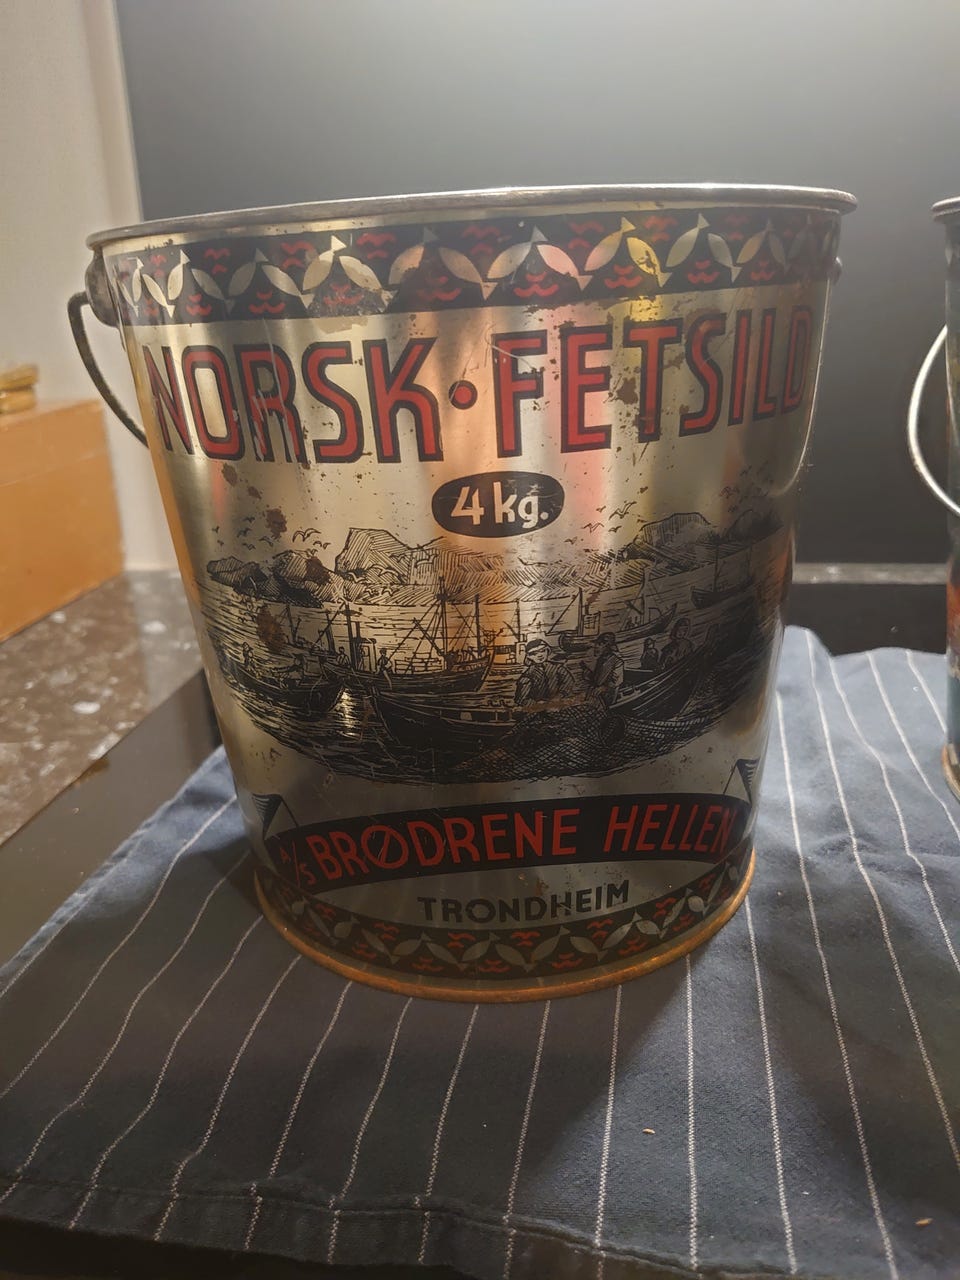 NORSK·FETSILD
4 kg.
A/S BRØDRENE HELLEN
TRONDHEIM